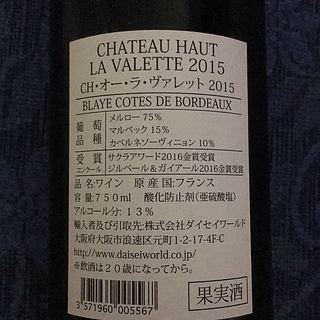 CHATEAU HAUT
LA VALETTE 2015
CH・オー・ラ・ヴァレット 2015
BLAYE COTES DE BORDEAUX
葡萄品種
メルロー 75%
マルベック 15%
カベルネソーヴィニョン 10%
受賞コンクール
サクラアワード2016金賞受賞
ジルベール&ガイアール2016金賞受賞
品名:ワイン 原産国:フランス
容量:750ml 酸化防止剤(亜硫酸塩)
アルコール分:13%
輸入者及び引取先:株式会社ダイセイワールド
大阪府大阪市浪速区元町1-2-17-4F-C
http://www.daiseiworld.co.jp/
※飲酒は20歳になってから。
果実酒
3 571960 005567